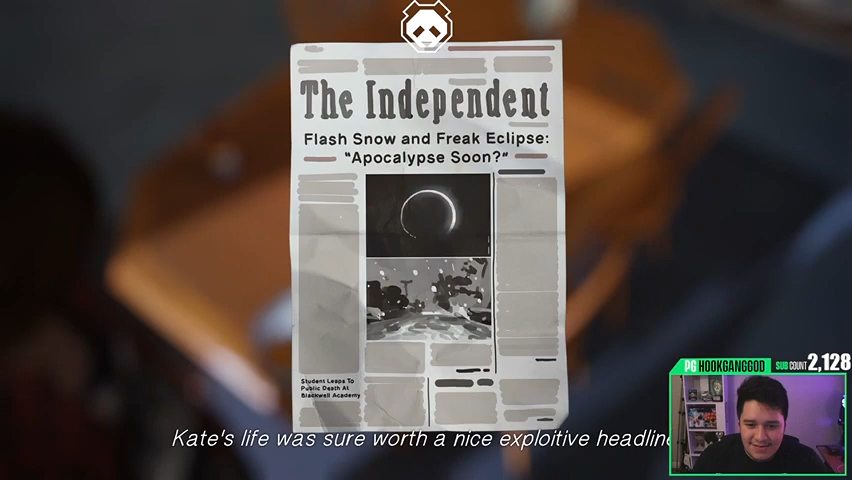 The Independent
Flash Snow and Freak Eclipse:
"Apocalypse Soon?"
Student Leaps To
Public Death At
Blackwell Academy
Kate's life was sure worth a nice exploitive headline
PG HOOKGANGGOD SUB COUNT 2,128